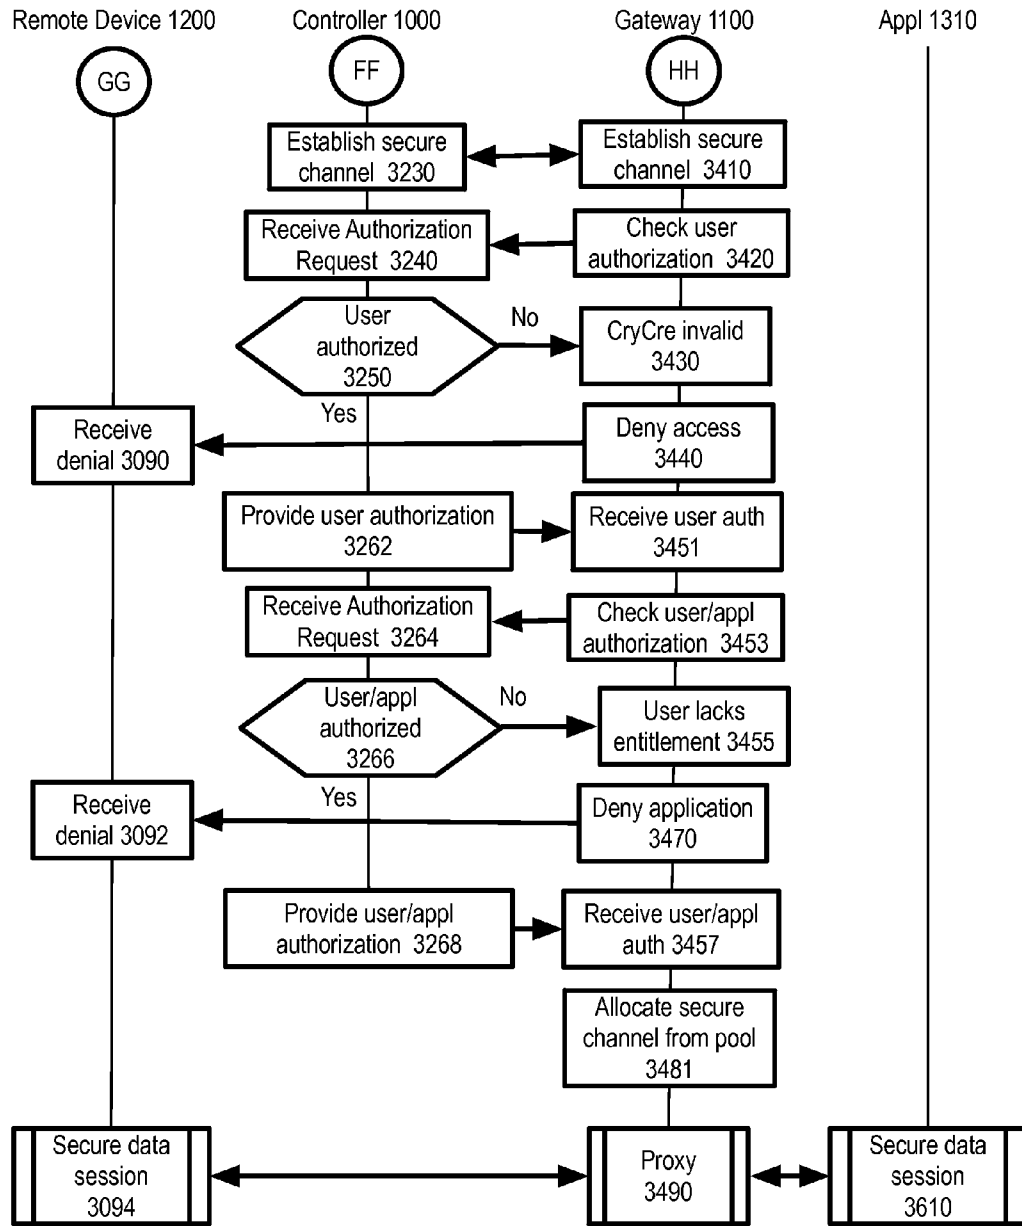 Remote Device 1200
Controller 1000
Gateway 1100
Appl 1310
GG
FF
HH
Establish secure
channel 3230
Establish secure
channel 3410
Receive Authorization
Request 3240
Check user
authorization 3420
User
authorized
3250
No
CryCre invalid
3430
Yes
Receive
denial 3090
Deny access
3440
Provide user authorization
3262
Receive user auth
3451
Receive Authorization
Request 3264
Check user/appl
authorization 3453
User/appl
authorized
3266
No
User lacks
entitlement 3455
Yes
Receive
denial 3092
Deny application
3470
Provide user/appl
authorization 3268
Receive user/appl
auth 3457
Allocate secure
channel from pool
3481
Secure data
session
3094
Proxy
3490
Secure data
session
3610